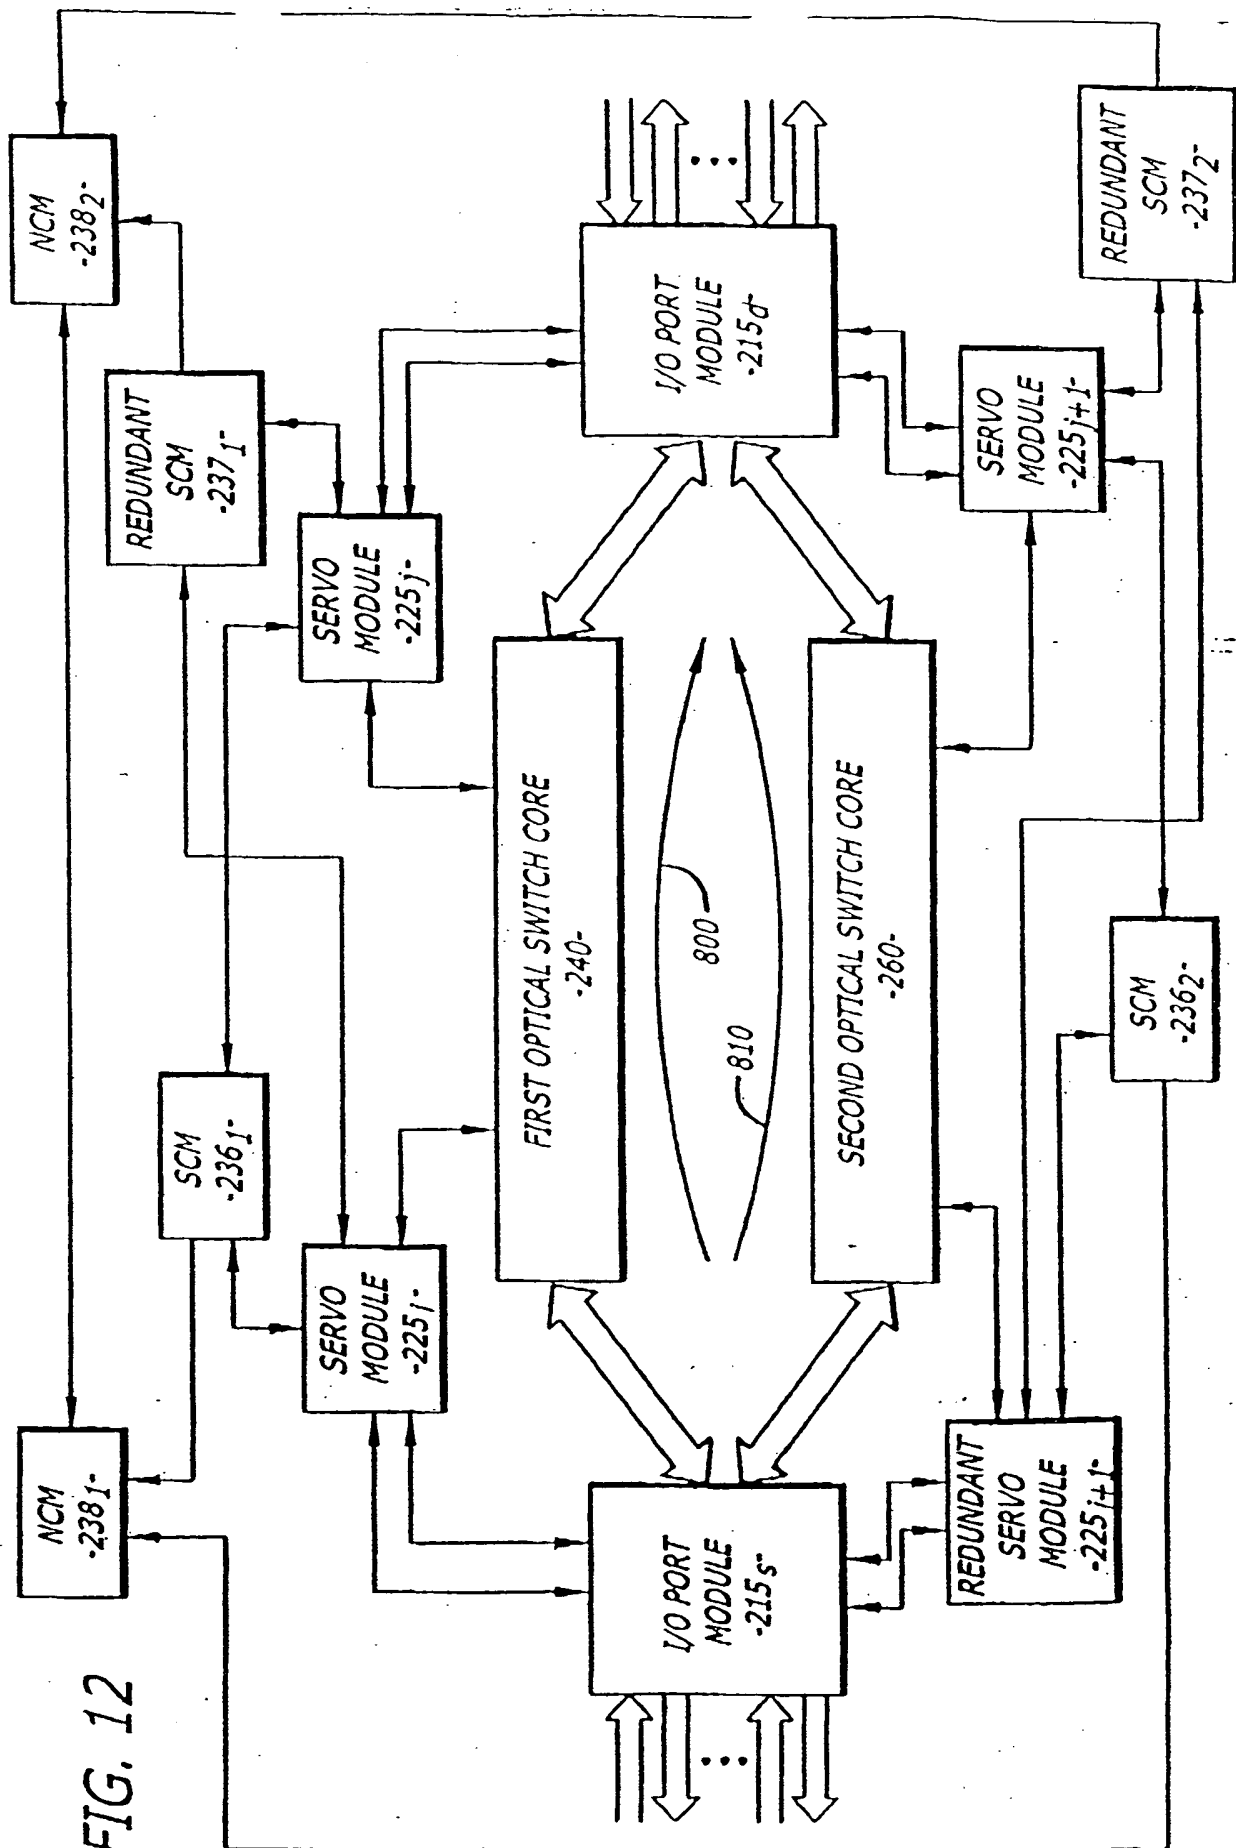 FIG. 12
NCM
-238₁-
NCM
-238₂-
SCM
-236₁-
REDUNDANT
SCM
-237₁-
SERVO
MODULE
-225ᵢ-
SERVO
MODULE
-225ⱼ-
I/O PORT
MODULE
-215ₛ-
FIRST OPTICAL SWITCH CORE
-240-
800
810
SECOND OPTICAL SWITCH CORE
-260-
I/O PORT
MODULE
-215d-
REDUNDANT
SERVO
MODULE
-225i+1-
SERVO
MODULE
-225j+1-
SCM
-236₂-
REDUNDANT
SCM
-237₂-